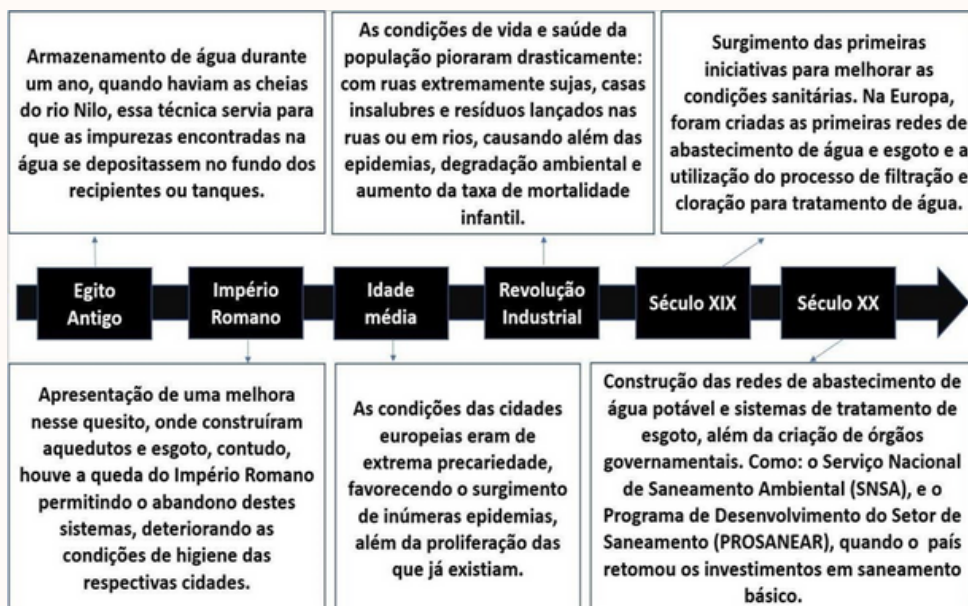 Armazenamento de água durante
um ano, quando haviam as cheias
do rio Nilo, essa técnica servia para
que as impurezas encontradas na
água se depositassem no fundo dos
recipientes ou tanques.
As condições de vida e saúde da
população pioraram drasticamente:
com ruas extremamente sujas, casas
insalubres e resíduos lançados nas
ruas ou em rios, causando além das
epidemias, degradação ambiental e
aumento da taxa de mortalidade
infantil.
Surgimento das primeiras
iniciativas para melhorar as
condições sanitárias. Na Europa,
foram criadas as primeiras redes de
abastecimento de água e esgoto e a
utilização do processo de filtração e
cloração para tratamento de água.
Egito
Antigo
Império
Romano
Idade
média
Revolução
Industrial
Século XIX
Século XX
Apresentação de uma melhora
nesse quesito, onde construíram
aquedutos e esgoto, contudo,
houve a queda do Império Romano
permitindo o abandono destes
sistemas, deteriorando as
condições de higiene das
respectivas cidades.
As condições das cidades
europeias eram de
extrema precariedade,
favorecendo o surgimento
de inúmeras epidemias,
além da proliferação das
que já existiam.
Construção das redes de abastecimento de
água potável e sistemas de tratamento de
esgoto, além da criação de órgãos
governamentais. Como: o Serviço Nacional
de Saneamento Ambiental (SNSA), e o
Programa de Desenvolvimento do Setor de
Saneamento (PROSANEAR), quando o país
retomou os investimentos em saneamento
básico.